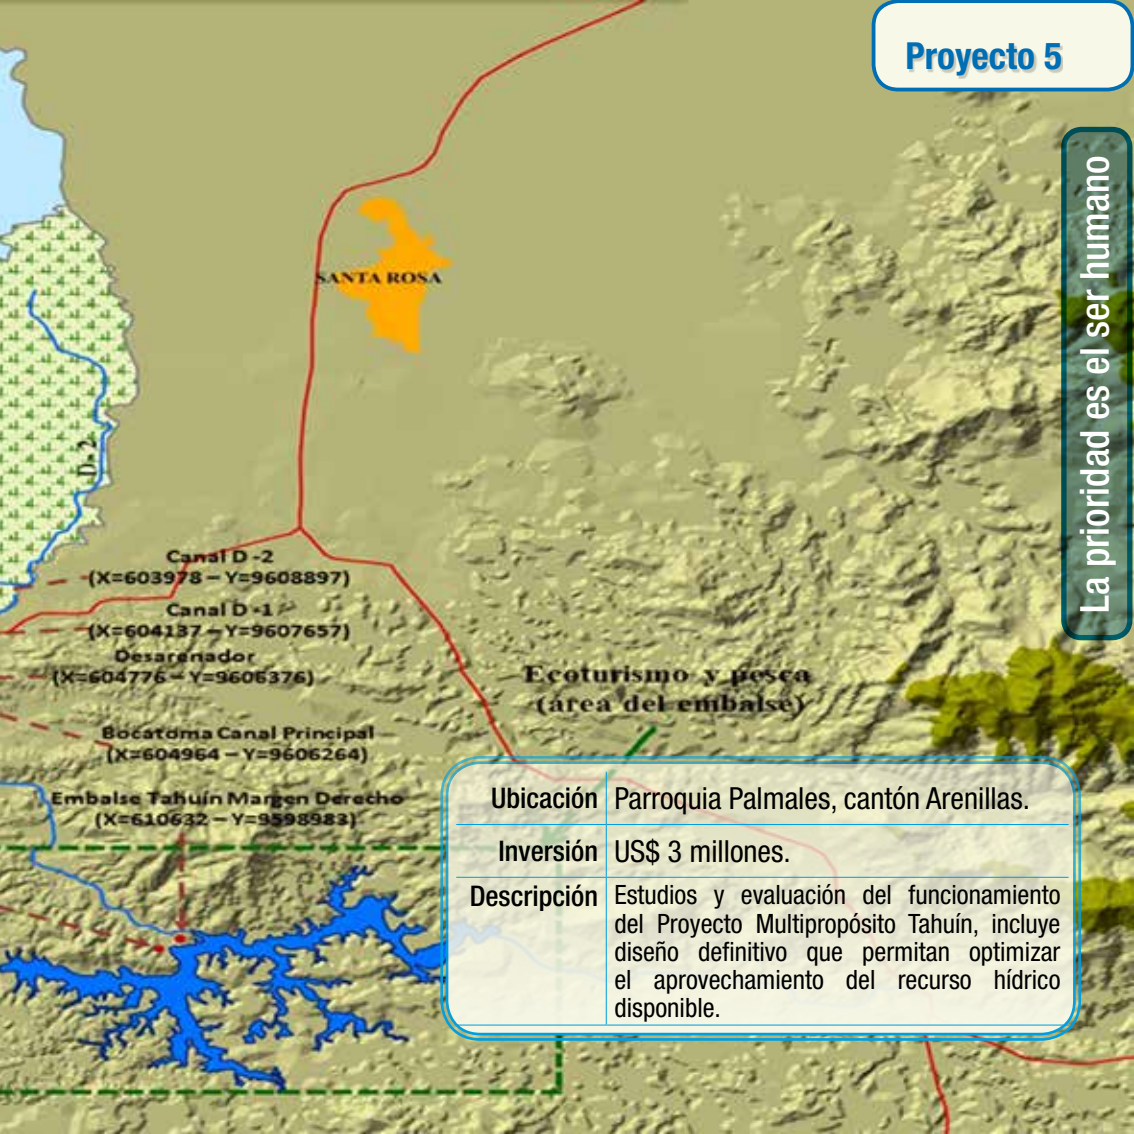 Proyecto 5
La prioridad es el ser humano
SANTA ROSA
D - 2
Canal D -2
(X=603978 – Y=9608897)
Canal D -1
(X=604137 – Y=9607657)
Desarenador
(X=604776 – Y=9606376)
Ecoturismo y pesca
(área del embalse)
Bocatoma Canal Principal
(X=604964 – Y=9606264)
Embalse Tahuín Margen Derecho
(X=610632 – Y=9598983)
Ubicación Parroquia Palmales, cantón Arenillas.
Inversión US$ 3 millones.
Descripción Estudios y evaluación del funcionamiento
del Proyecto Multipropósito Tahuín, incluye
diseño definitivo que permitan optimizar
el aprovechamiento del recurso hídrico
disponible.